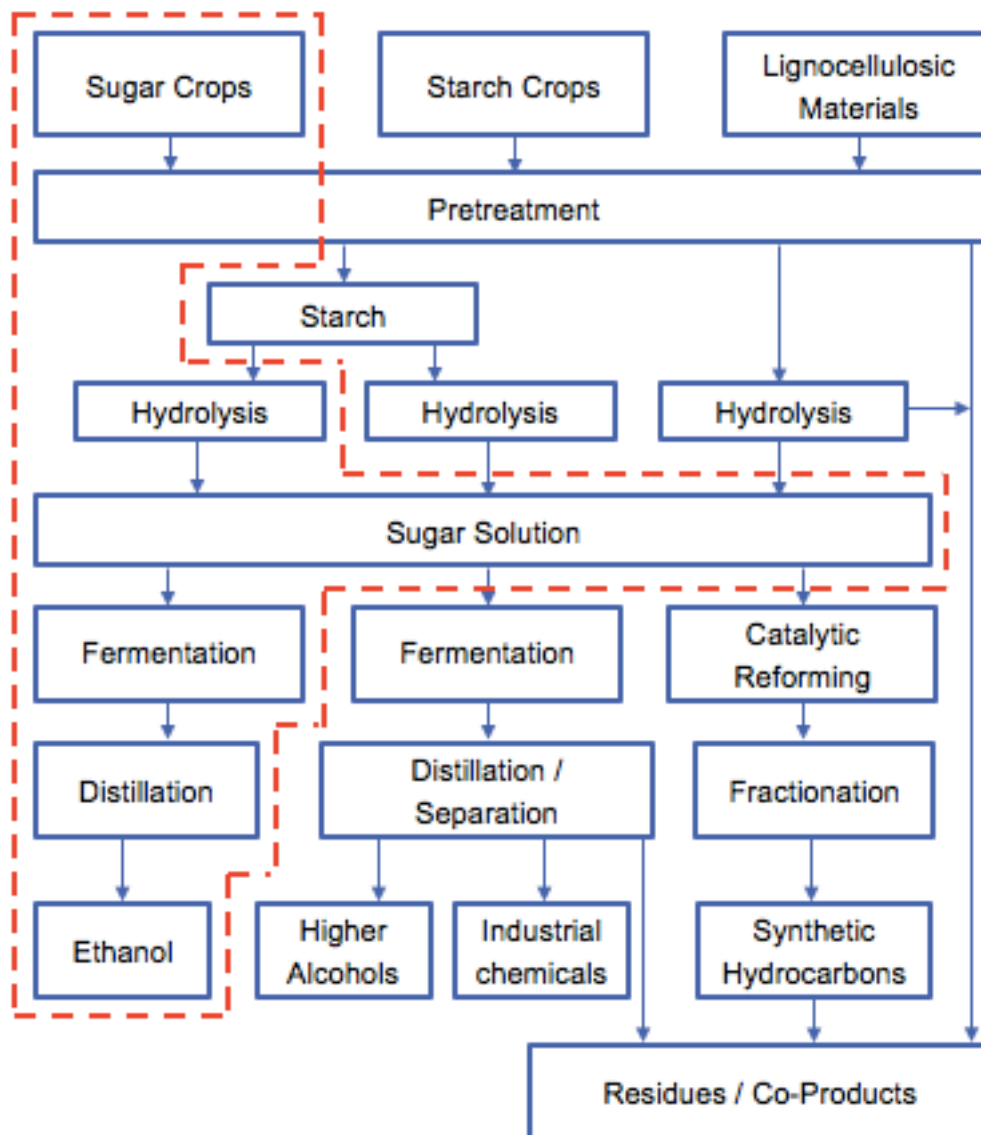 Sugar Crops
Starch Crops
Lignocellulosic
Materials
Pretreatment
Starch
Hydrolysis
Hydrolysis
Hydrolysis
Sugar Solution
Fermentation
Fermentation
Catalytic
Reforming
Distillation
Distillation /
Separation
Fractionation
Ethanol
Higher
Alcohols
Industrial
chemicals
Synthetic
Hydrocarbons
Residues / Co-Products